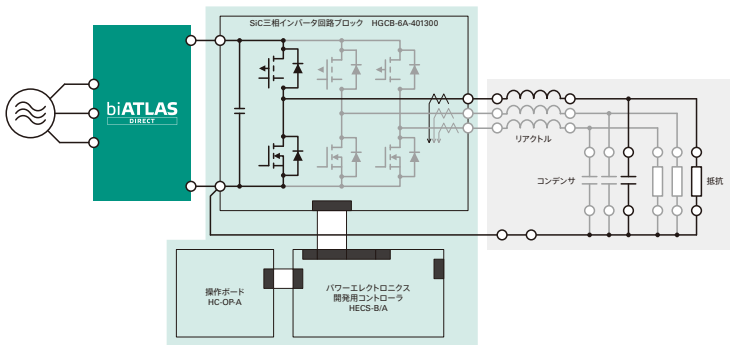 SiC三相インバータ回路ブロック HGCB-6A-401300
biATLAS
DIRECT
リアクトル
コンデンサ
抵抗
操作ボード
HC-OP-A
パワーエレクトロニクス
開発用コントローラ
HECS-B/A